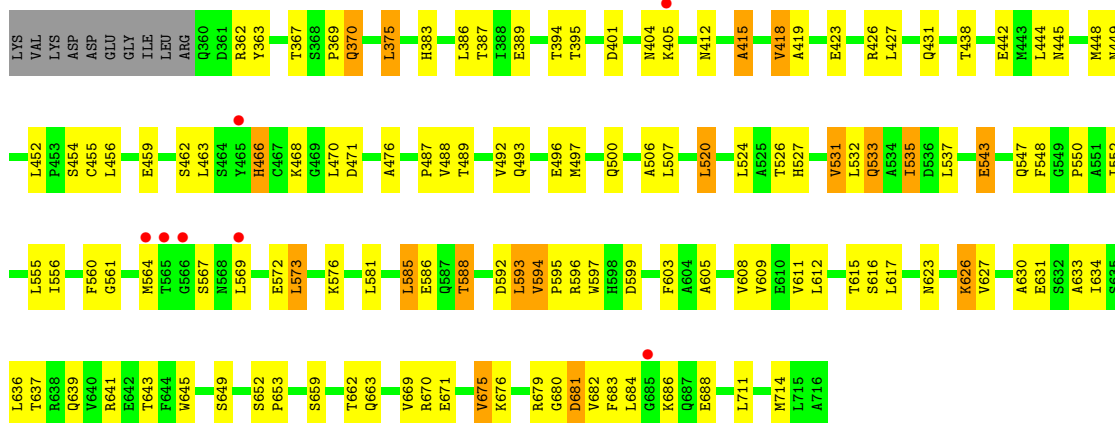 LYS VAL LYS ASP ASP GLU GLY ILE LEU ARG Q360 D361 R362 Y363 T367 S368 P369 Q370 L375 H383 L366 T387 I388 E389 T394 T395 D401 N404 K405 N412 A415 V418 A419 E423 R426 L427 Q431 T438 E442 M443 L444 N445 M448
L452 P453 S454 C455 L456 E459 S462 L463 S464 Y465 H466 C467 K468 G469 L470 D471 A476 P487 V488 T489 V492 Q493 E496 M497 Q500 A506 L507 L520 L524 A525 T526 H527 V531 L532 Q533 A534 I535 D536 L537 E543 Q547 F548 G549 P550 A551
L555 I556 F560 G561 M564 T565 G566 S567 N568 L569 E572 L573 K576 L581 L585 E586 Q587 T588 D592 L593 V594 P595 R596 W597 H598 D599 F603 A604 A605 V608 V609 E610 V611 L612 T615 S616 L617 N623 K626 V627 A630 E631 S632 A633 I634
L636 T637 R638 Q639 V640 R641 E642 T643 F644 W645 S649 S652 P653 S659 T662 Q663 V669 R670 E671 V675 K676 R679 G680 D681 V682 F683 L684 G685 K686 Q687 E688 L711 M714 L715 A716